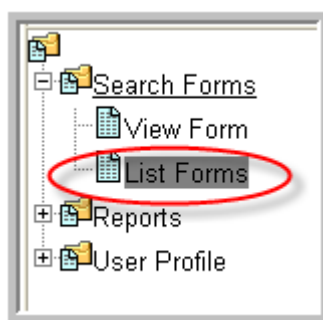 Search Forms
View Form
List Forms
Reports
User Profile